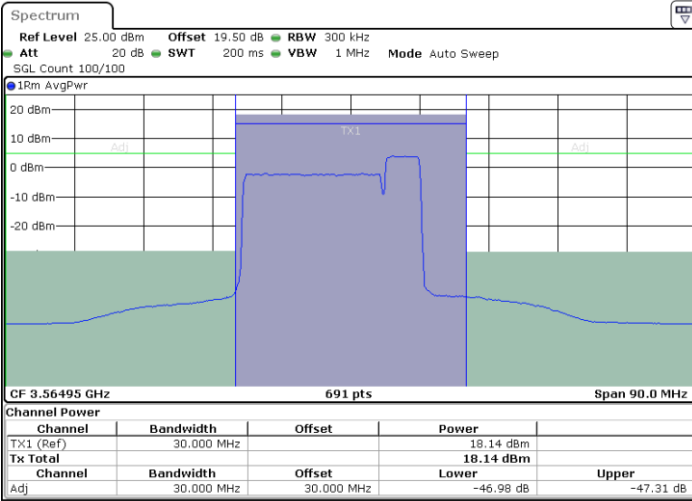 Spectrum
Ref Level 25.00 dBm Offset 19.50 dB RBW 300 kHz
Att 20 dB SWT 200 ms VBW 1 MHz Mode Auto Sweep
SGL Count 100/100
1Rm AvgPwr
20 dBm
TX1
10 dBm
Adj Adj
0 dBm
-10 dBm
-20 dBm
CF 3.56495 GHz 691 pts Span 90.0 MHz
Channel Power
Channel Bandwidth Offset Power
TX1 (Ref) 30.000 MHz 18.14 dBm
Tx Total 18.14 dBm
Channel Bandwidth Offset Lower Upper
Adj 30.000 MHz 30.000 MHz -46.98 dB -47.31 dB